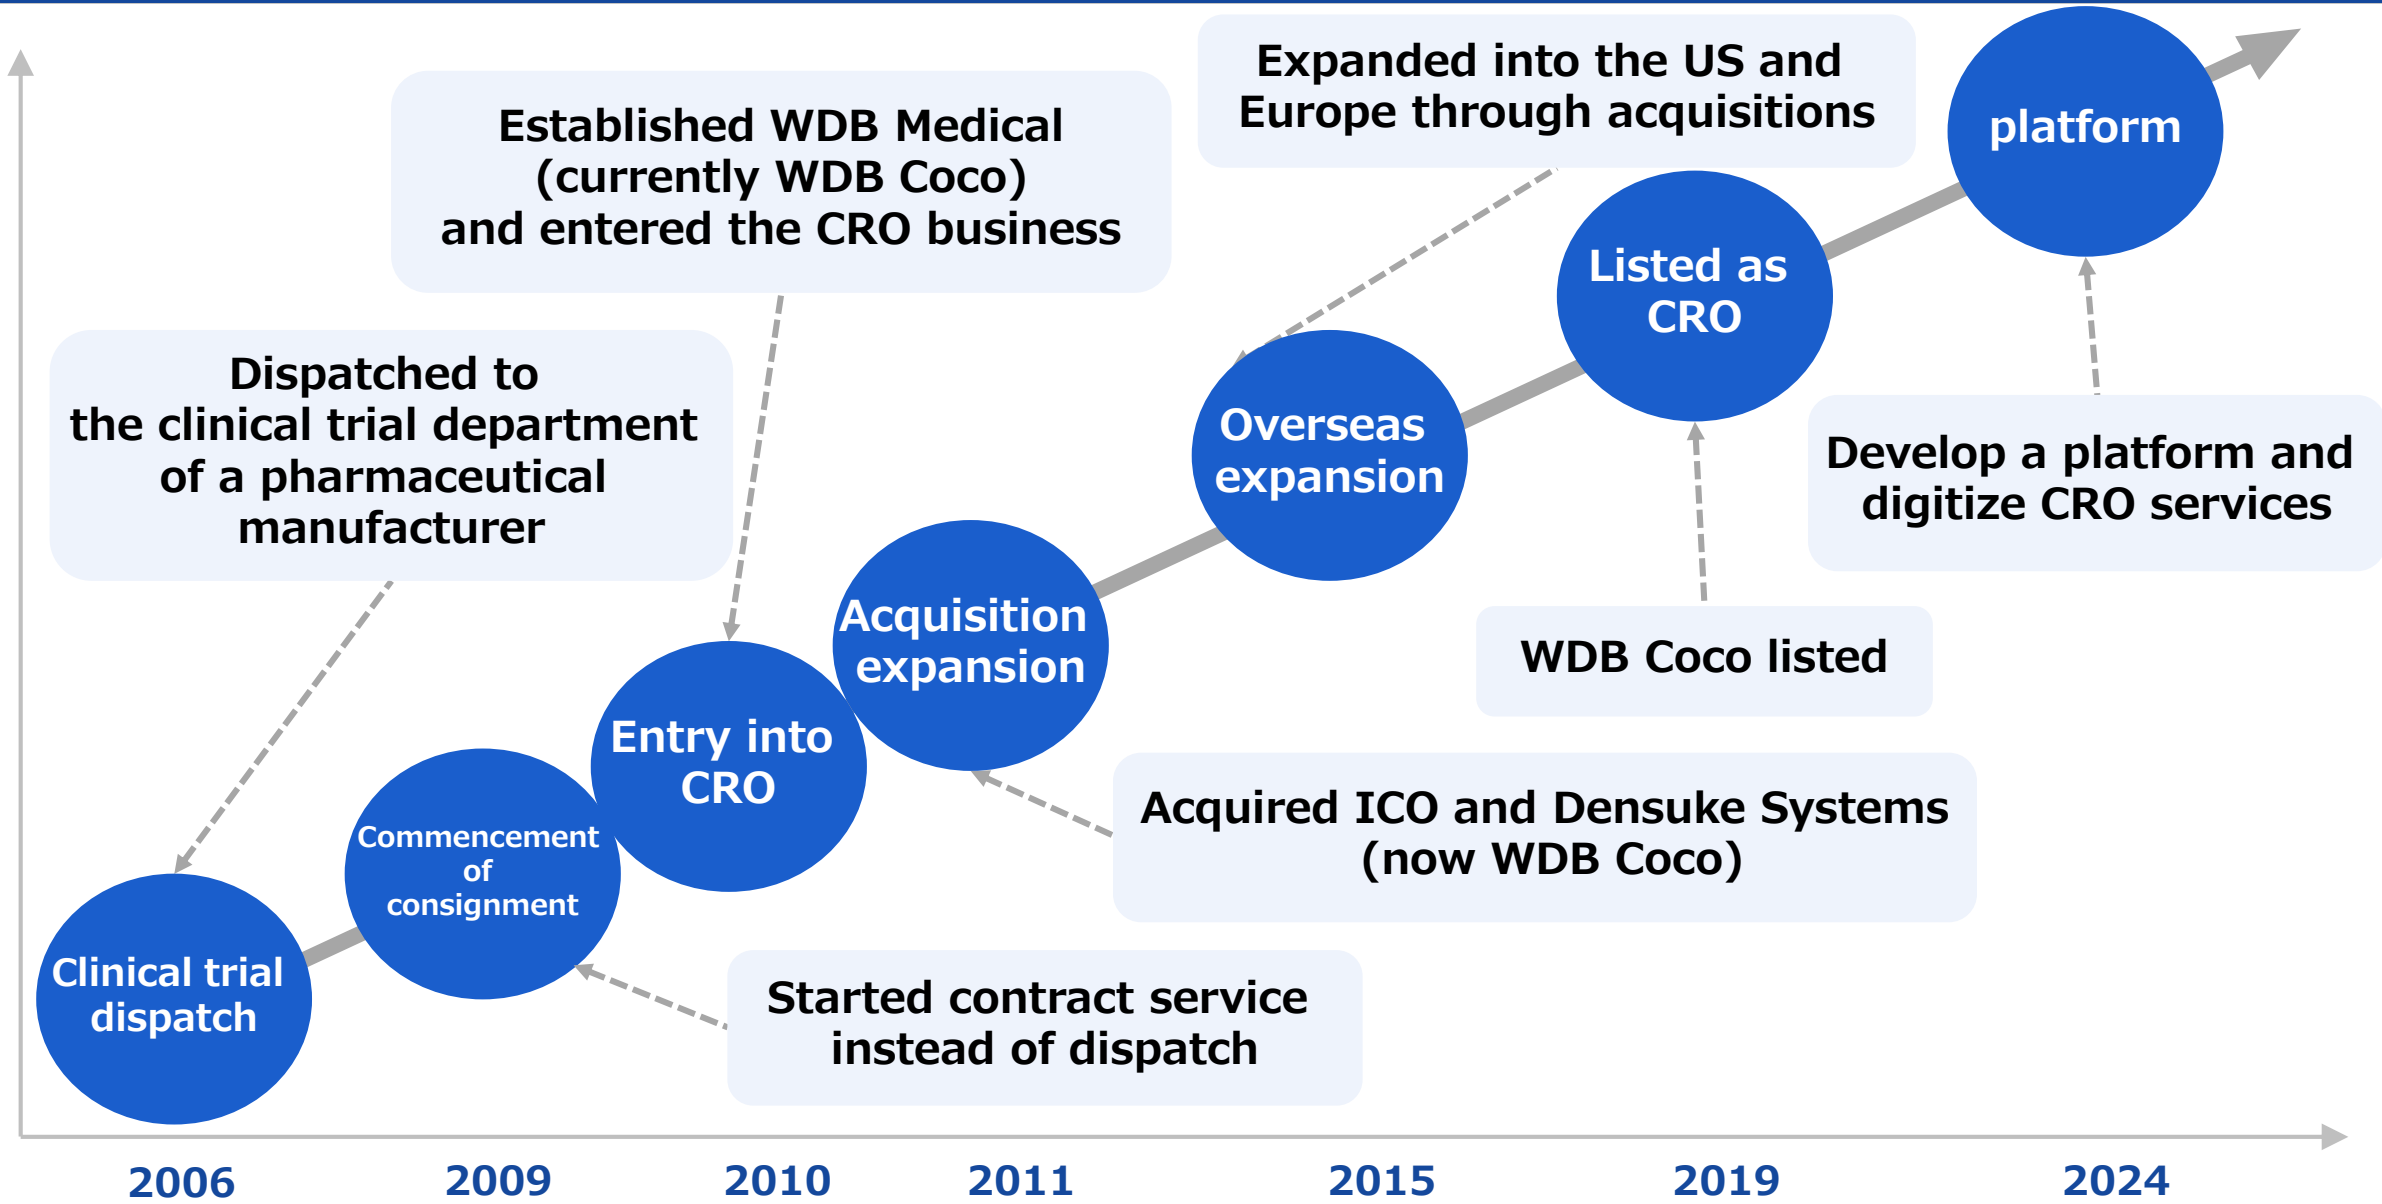 Expanded into the US and
Europe through acquisitions
platform
Established WDB Medical
(currently WDB Coco)
and entered the CRO business
Listed as
CRO
Dispatched to
the clinical trial department
of a pharmaceutical
manufacturer
Overseas
expansion
Develop a platform and
digitize CRO services
Acquisition
expansion
WDB Coco listed
Entry into
CRO
Acquired ICO and Densuke Systems
(now WDB Coco)
Commencement
of
consignment
Clinical trial
dispatch
Started contract service
instead of dispatch
2006
2009
2010
2011
2015
2019
2024